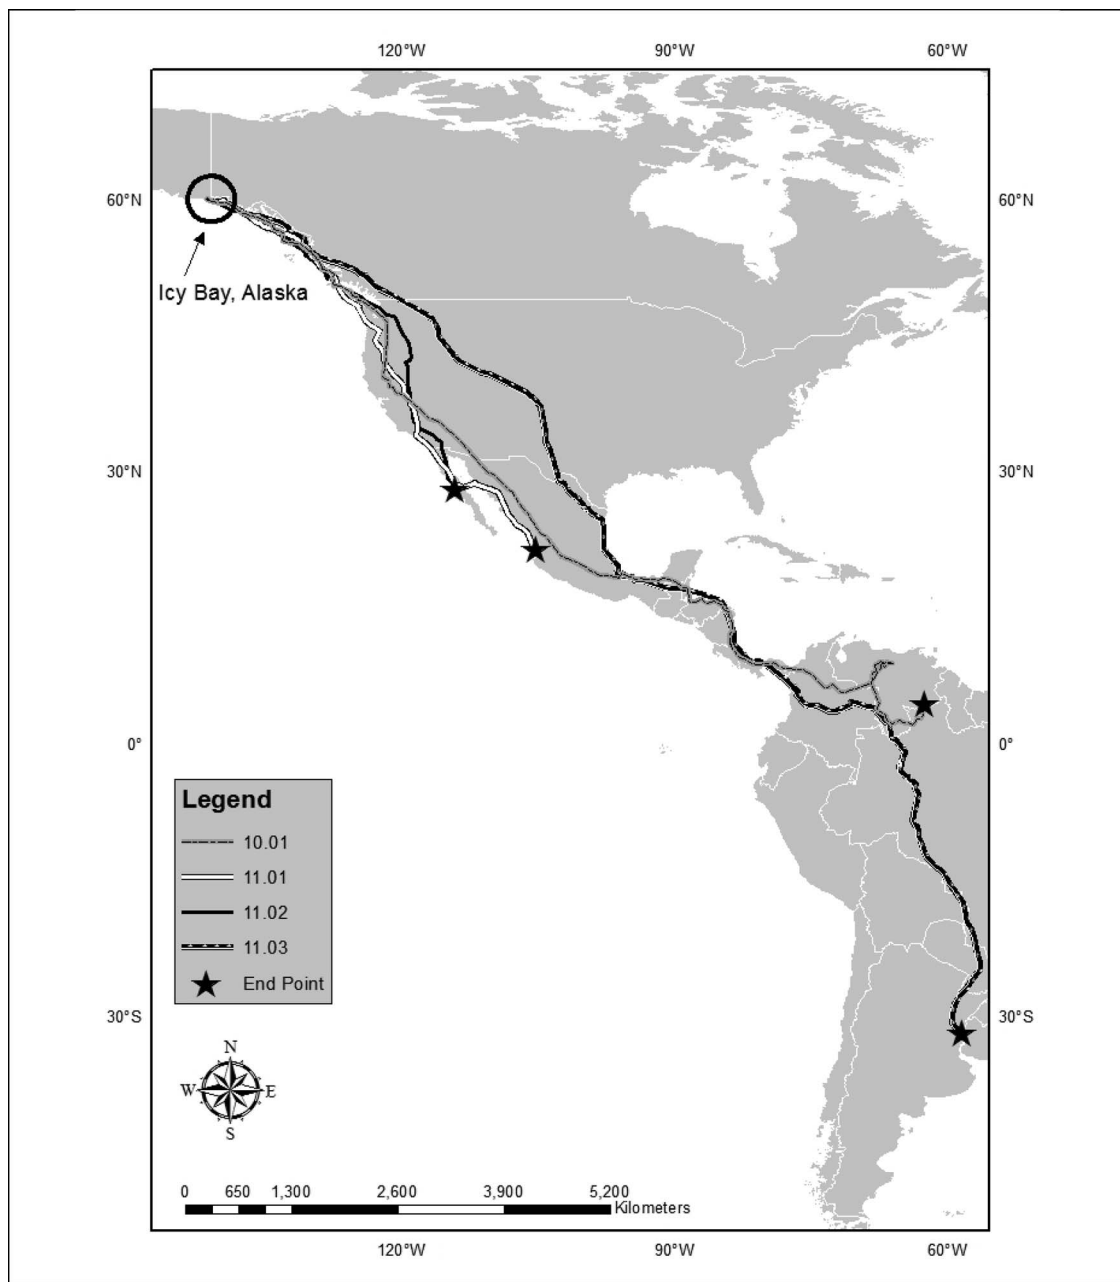 120°W 90°W 60°W
60°N 60°N
Icy Bay, Alaska
30°N 30°N
0° 0°
Legend
10.01
11.01
11.02
11.03
End Point
30°S 30°S
N
W E
S
0 650 1,300 2,600 3,900 5,200
Kilometers
120°W 90°W 60°W